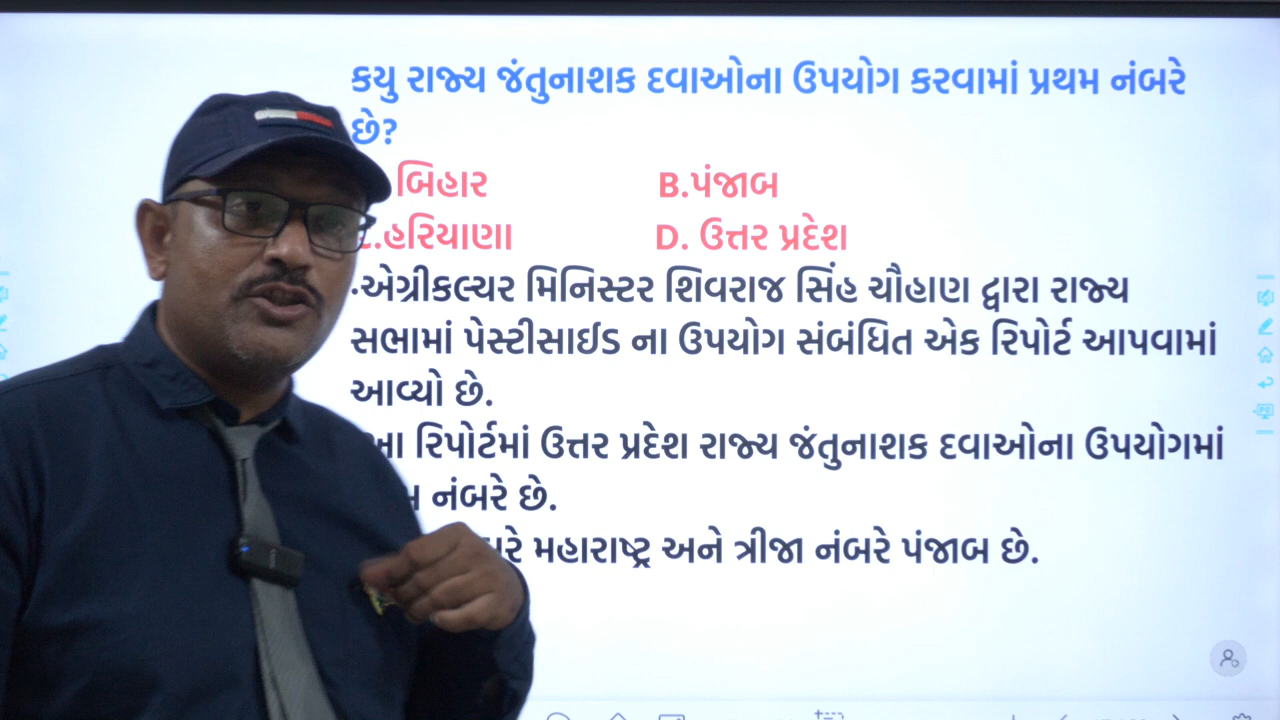 કયુ રાજ્ય જંતુનાશક દવાઓના ઉપયોગ કરવામાં પ્રથમ નંબરે
છે?
બિહાર B.પંજાબ
.હરિયાણા D. ઉત્તર પ્રદેશ
·એગ્રીકલ્ચર મિનિસ્ટર શિવરાજ સિંહ ચૌહાણ દ્વારા રાજ્ય
સભામાં પેસ્ટીસાઈડ ના ઉપયોગ સંબંધિત એક રિપોર્ટ આપવામાં
આવ્યો છે.
રિપોર્ટમાં ઉત્તર પ્રદેશ રાજ્ય જંતુનાશક દવાઓના ઉપયોગમાં
નંબરે છે.
મહારાષ્ટ્ર અને ત્રીજા નંબરે પંજાબ છે.